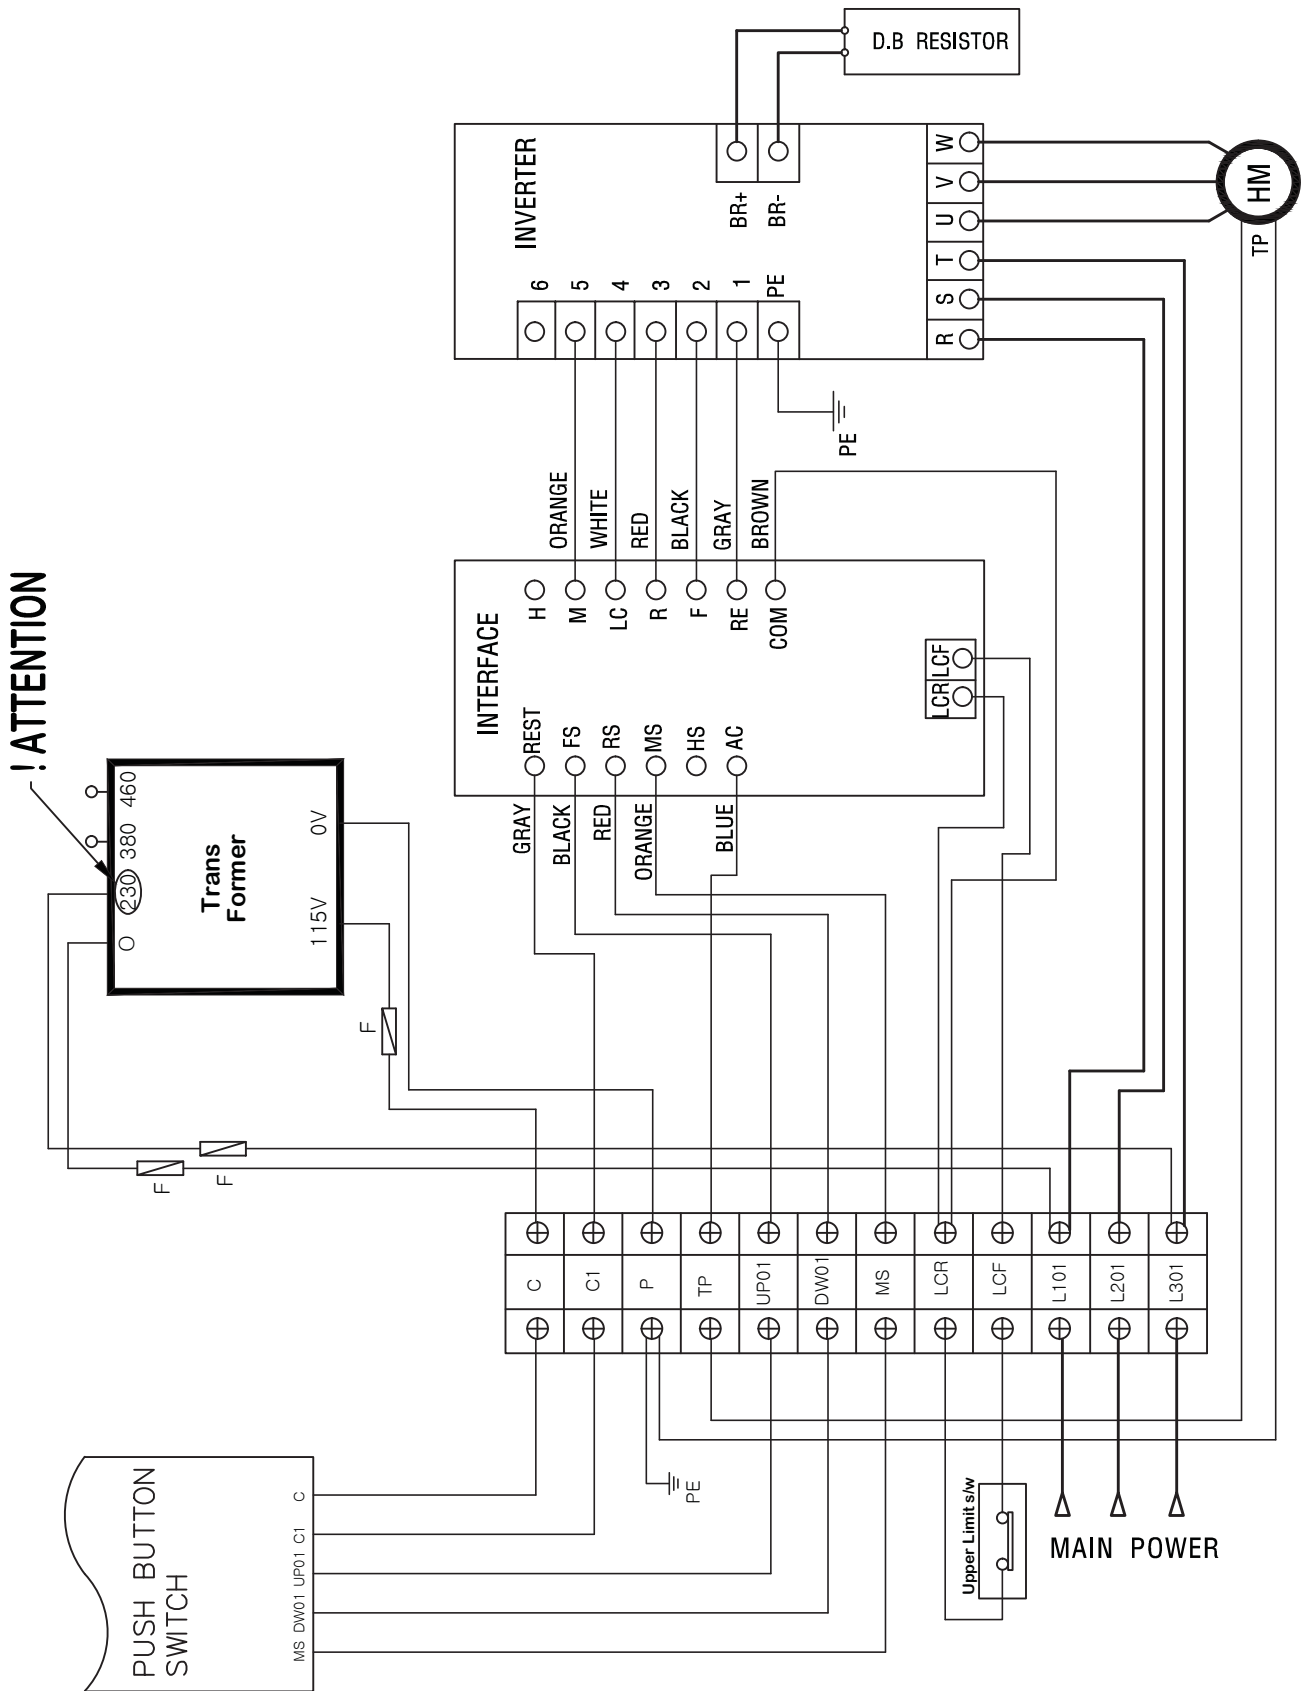 D.B RESISTOR
INVERTER
BR+
BR-
W
V
U
T
S
R
HM
TP
6
5
4
3
2
1
PE
PE
ORANGE
WHITE
RED
BLACK
GRAY
BROWN
INTERFACE
H
M
LC
R
F
RE
COM
LCR
LCF
REST
FS
RS
MS
HS
AC
GRAY
BLACK
RED
ORANGE
BLUE
! ATTENTION
O
230
380
460
Trans
Former
115V
0V
F
F
F
C
C1
P
TP
UP01
DW01
MS
LCR
LCF
L101
L201
L301
PUSH BUTTON
SWITCH
MS
DW01
UP01
C1
C
PE
Upper Limit s/w
MAIN POWER